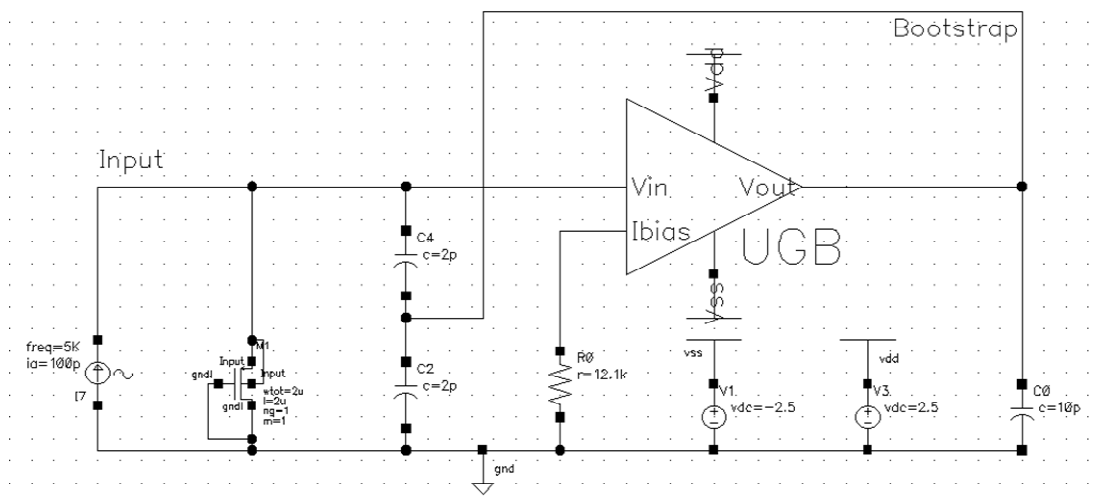 Bootstrap
Vdd
Input
Vin
Vout
Ibias
UGB
C4
c=2p
vss
freq=5K
ia=100p
I7
M1
Input
gnd!
Input
wtot=2u
gnd!
l=2u
ng=1
m=1
C2
c=2p
R0
r=12.1k
vss
V1
vdc=-2.5
vdd
V3
vdc=2.5
C0
c=10p
gnd